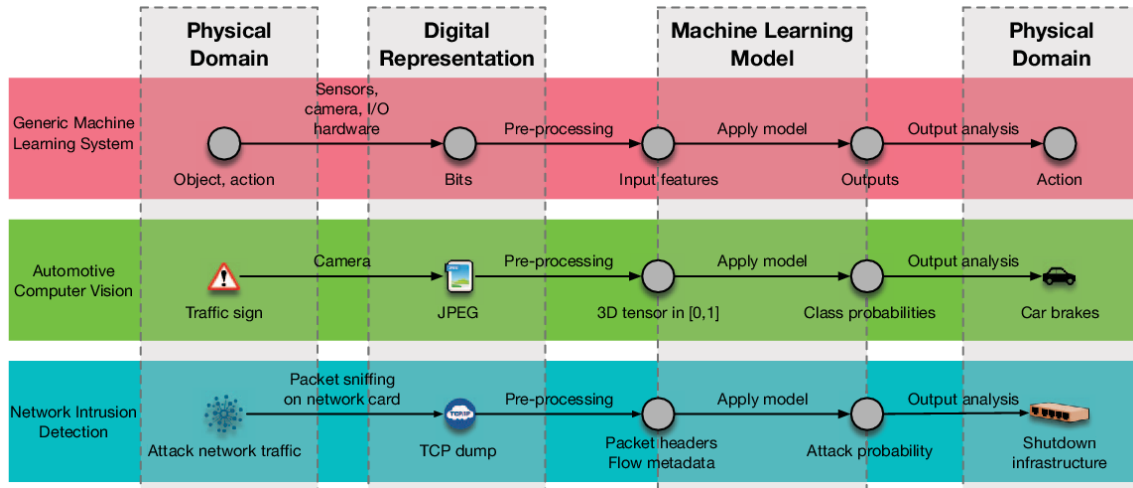 Physical
Domain
Digital
Representation
Machine Learning
Model
Physical
Domain
Generic Machine
Learning System
Sensors,
camera, I/O
hardware
Pre-processing
Apply model
Output analysis
Object, action
Bits
Input features
Outputs
Action
Automotive
Computer Vision
Camera
Pre-processing
Apply model
Output analysis
Traffic sign
JPEG
3D tensor in [0,1]
Class probabilities
Car brakes
Network Intrusion
Detection
Packet sniffing
on network card
TCP/IP
Pre-processing
Apply model
Output analysis
Attack network traffic
TCP dump
Packet headers
Flow metadata
Attack probability
Shutdown
infrastructure